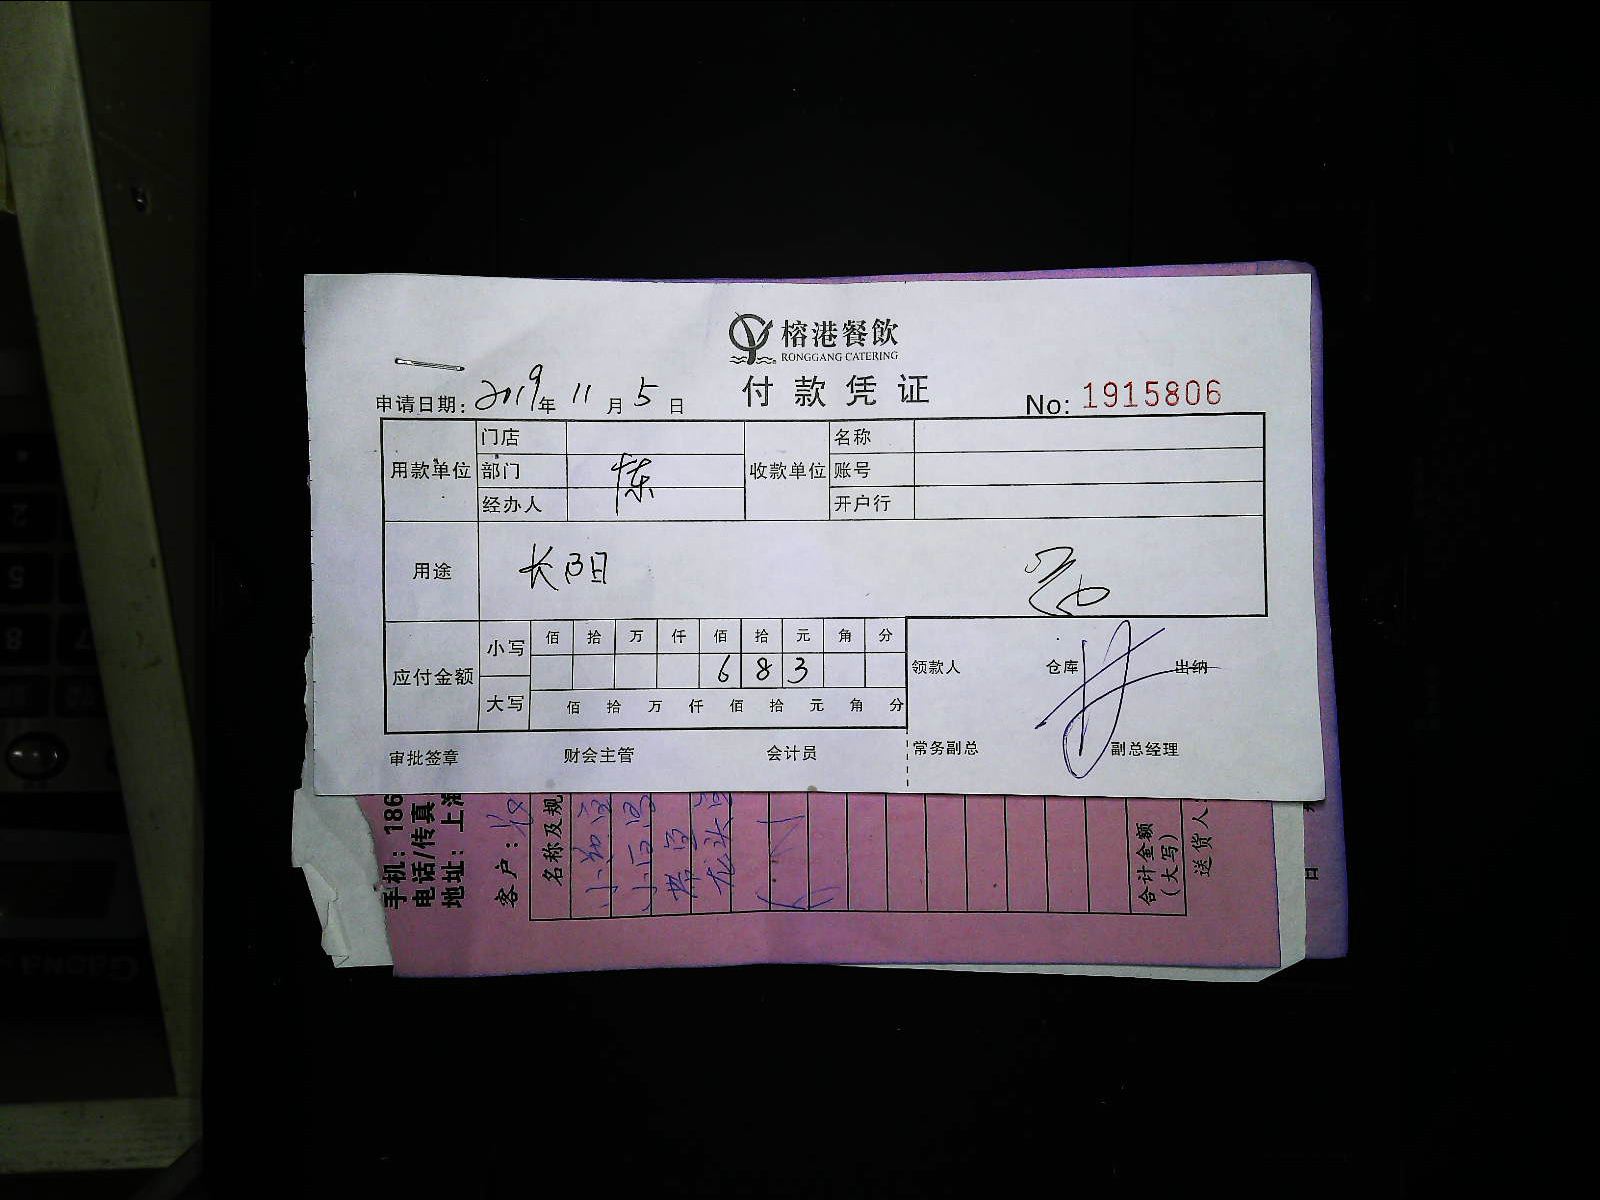 榕港餐飲
RONGGANG CATERING
付款凭证
申请日期: 2019年 11月 5日
No: 1915806
用款单位 门店 收款单位 名称
部门 账号
经办人 开户行
用途 长阳
应付金额 小写 佰 拾 万 仟 佰 拾 元 角 分
6 8 3
大写 佰 拾 万 仟 佰 拾 元 角 分
领款人 仓库 出纳
审批签章 财会主管 会计员 常务副总 副总经理
手机: 186
电话/传真
地址: 上海
客户:
名称及规
合计金额
(大写)
送货人
日